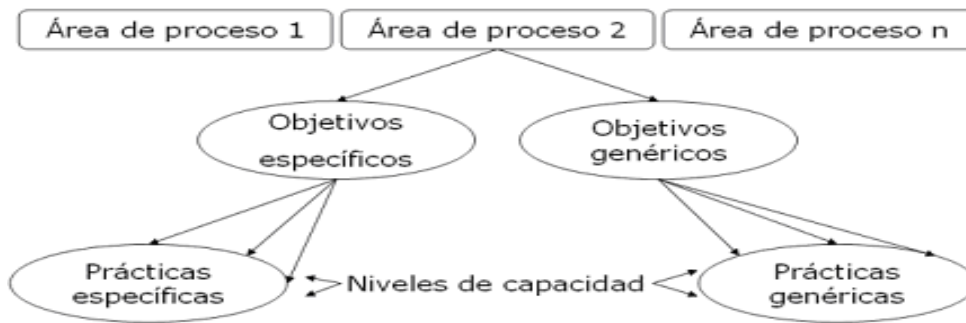 Área de proceso 1
Área de proceso 2
Área de proceso n
Objetivos
específicos
Objetivos
genéricos
Prácticas
específicas
Niveles de capacidad
Prácticas
genéricas